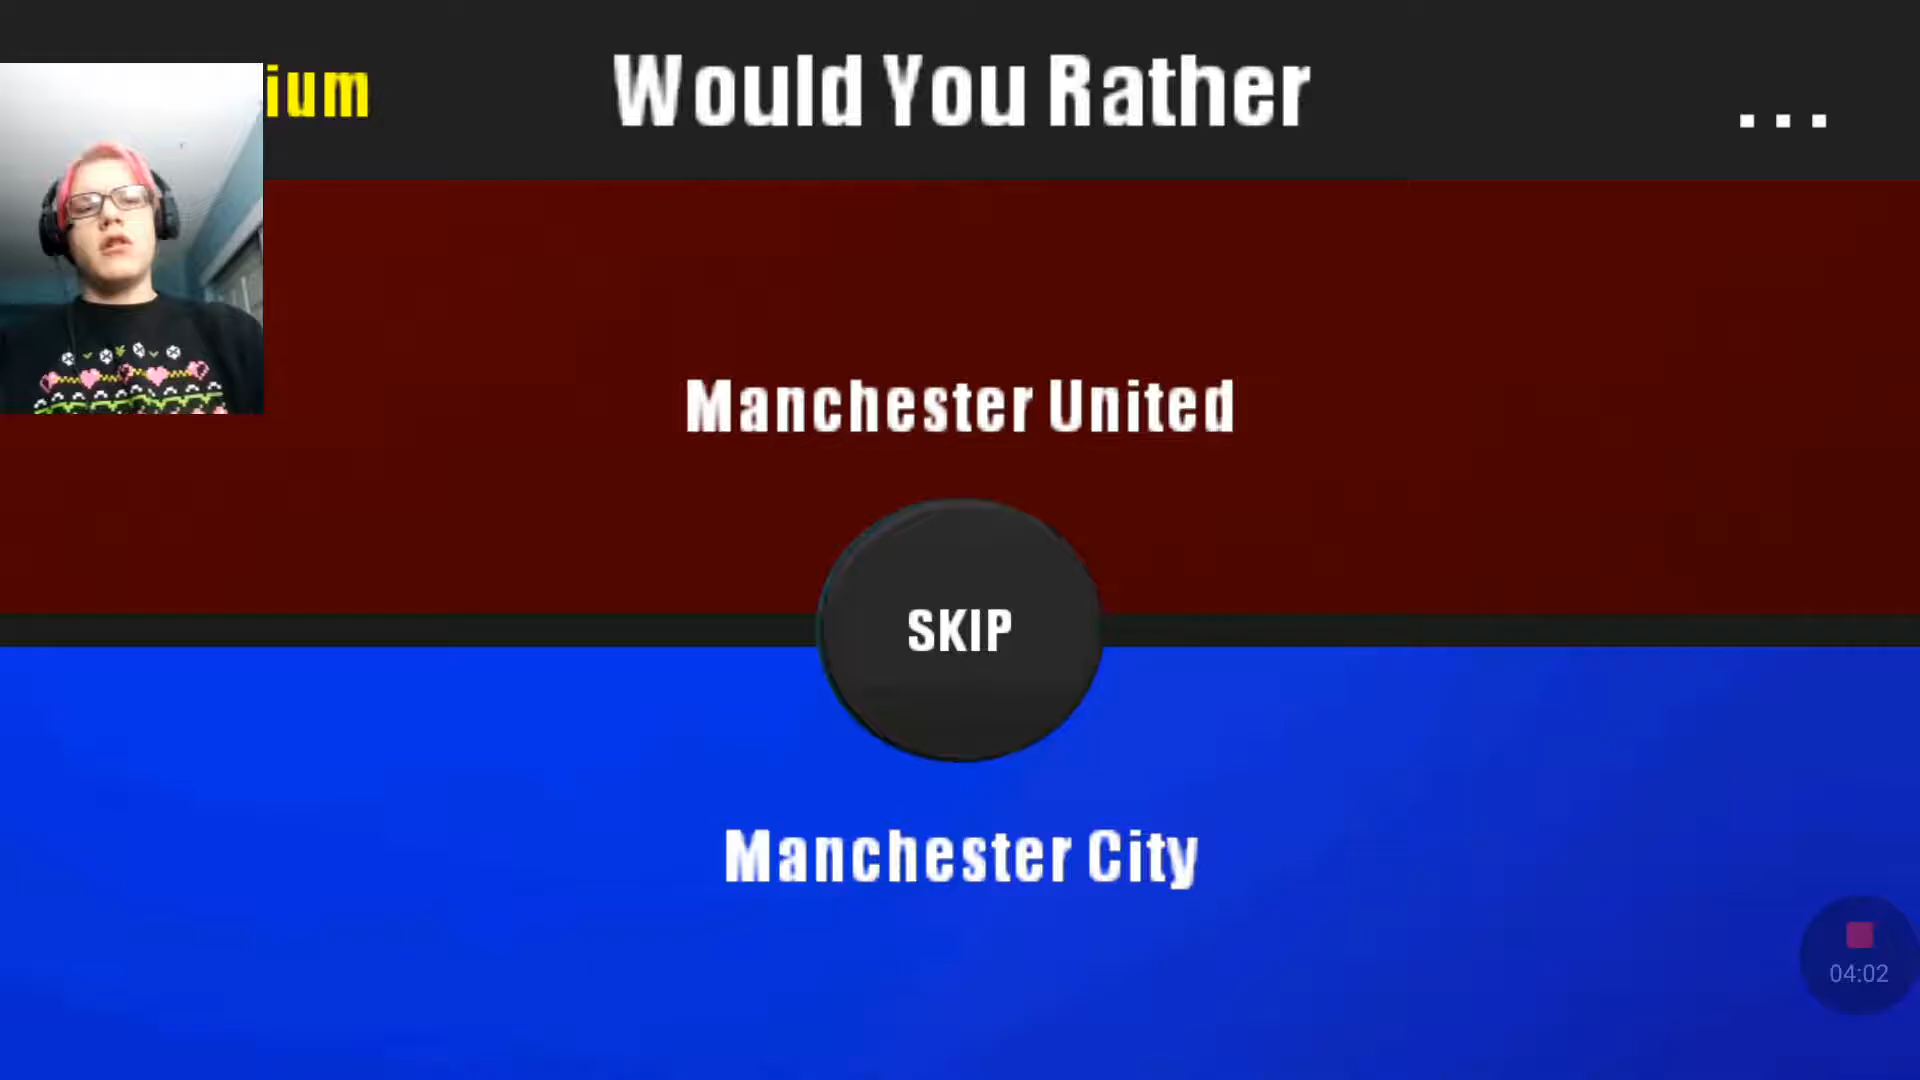 ium
Would You Rather
...
Manchester United
SKIP
Manchester City
04:02